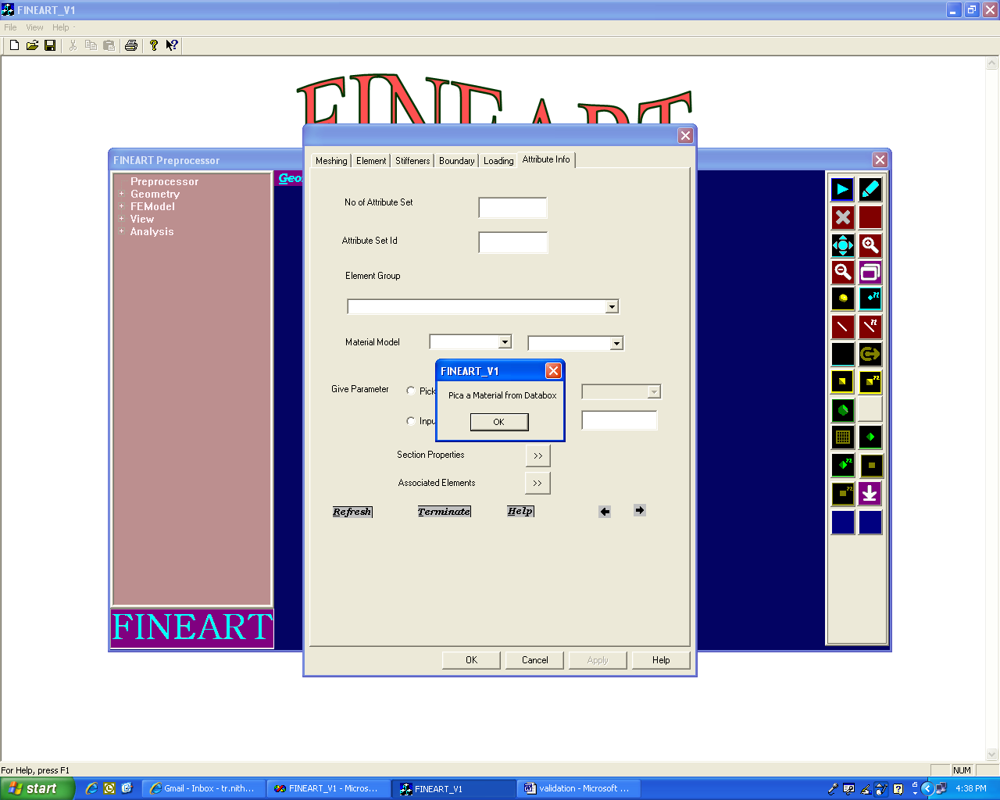 FINEART_V1
File View Help -
FINEART
FINEART Preprocessor
Preprocessor
Geometry
FEModel
View
Analysis
FINEART
Meshing Element Stiffeners Boundary Loading Attribute Info
No of Attribute Set
Attribute Set Id
Element Group
Material Model
Give Parameter
Pick
Section Properties >>
Associated Elements >>
Refresh Terminate Help
OK Cancel Apply Help
FINEART_V1
Pica a Material from Databox
OK
For Help, press F1 NUM
start Gmail - Inbox - tr.nith... FINEART_V1 - Micros... FINEART_V1 validation - Microsoft ... 4:38 PM